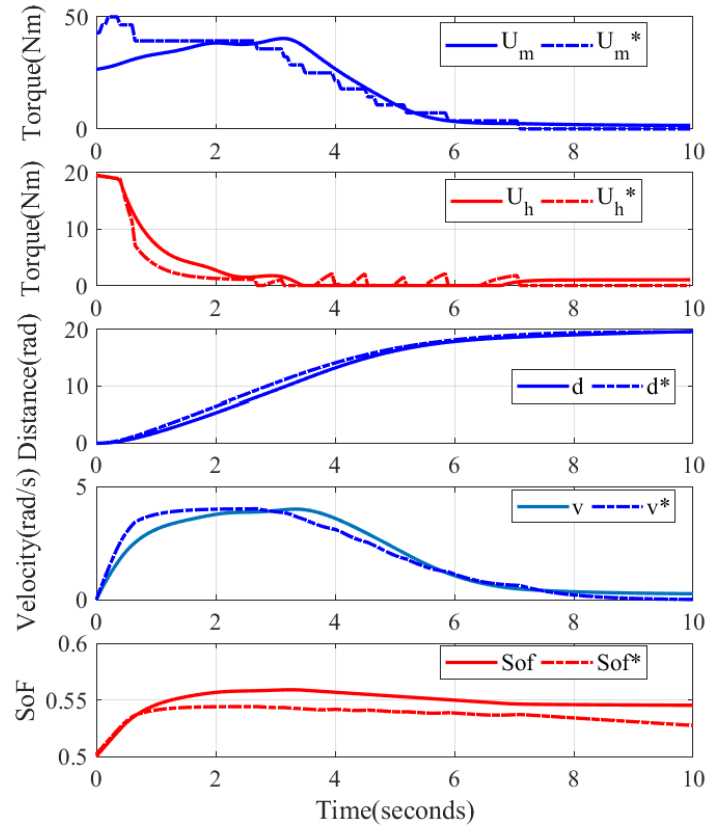 50
0
Torque(Nm)
U_m U_m*
0 2 4 6 8 10
20
10
0
Torque(Nm)
U_h U_h*
0 2 4 6 8 10
20
10
0
Distance(rad)
d d*
0 2 4 6 8 10
5
0
Velocity(rad/s)
v v*
0 2 4 6 8 10
0.6
0.55
0.5
SoF
Sof Sof*
0 2 4 6 8 10
Time(seconds)